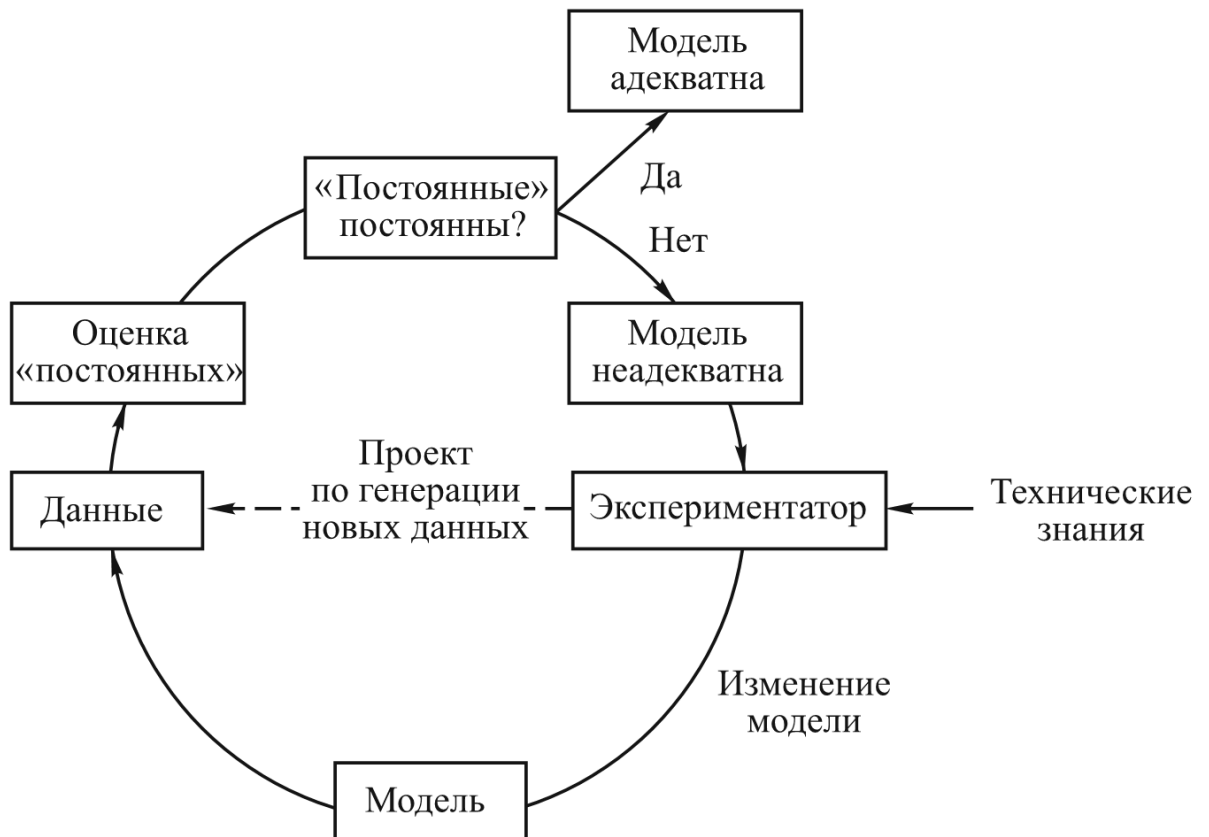 Модель
адекватна
«Постоянные»
постоянны?
Да
Нет
Оценка
«постоянных»
Модель
неадекватна
Данные
Проект
по генерации
новых данных
Экспериментатор
Технические
знания
Изменение
модели
Модель